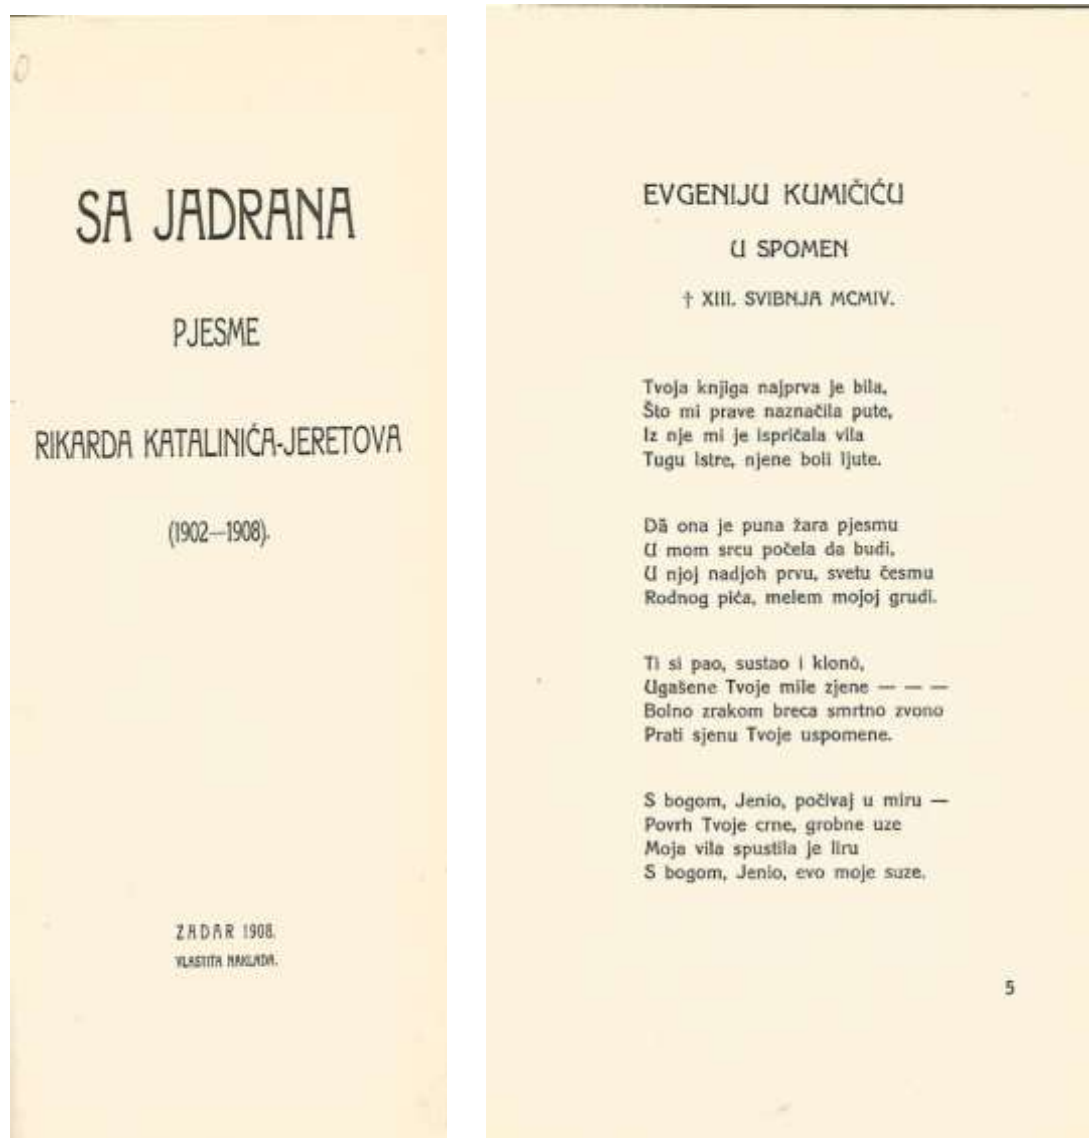 SA JADRANA
PJESME
RIKARDA KATALINIĆA-JERETOVA
(1902—1908).
ZADAR 1908.
VLASTITA NAKLADA.
EVGENIJU KUMIČIĆU
U SPOMEN
† XIII. SVIBNJA MCMIV.
Tvoja knjiga najprva je bila,
Što mi prave naznačila pute,
Iz nje mi je ispričala vila
Tugu Istre, njene boli ljute.
Dâ ona je puna žara pjesmu
U mom srcu počela da budi,
U njoj nadjoh prvu, svetu česmu
Rodnog pića, melem mojoj grudi.
Ti si pao, sustao i klonô,
Ugašene Tvoje mile zjene — — —
Bolno zrakom breca smrtno zvono
Prati sjenu Tvoje uspomene.
S bogom, Jenio, počivaj u miru —
Povrh Tvoje crne, grobne uze
Moja vila spustila je liru
S bogom, Jenio, evo moje suze.
5